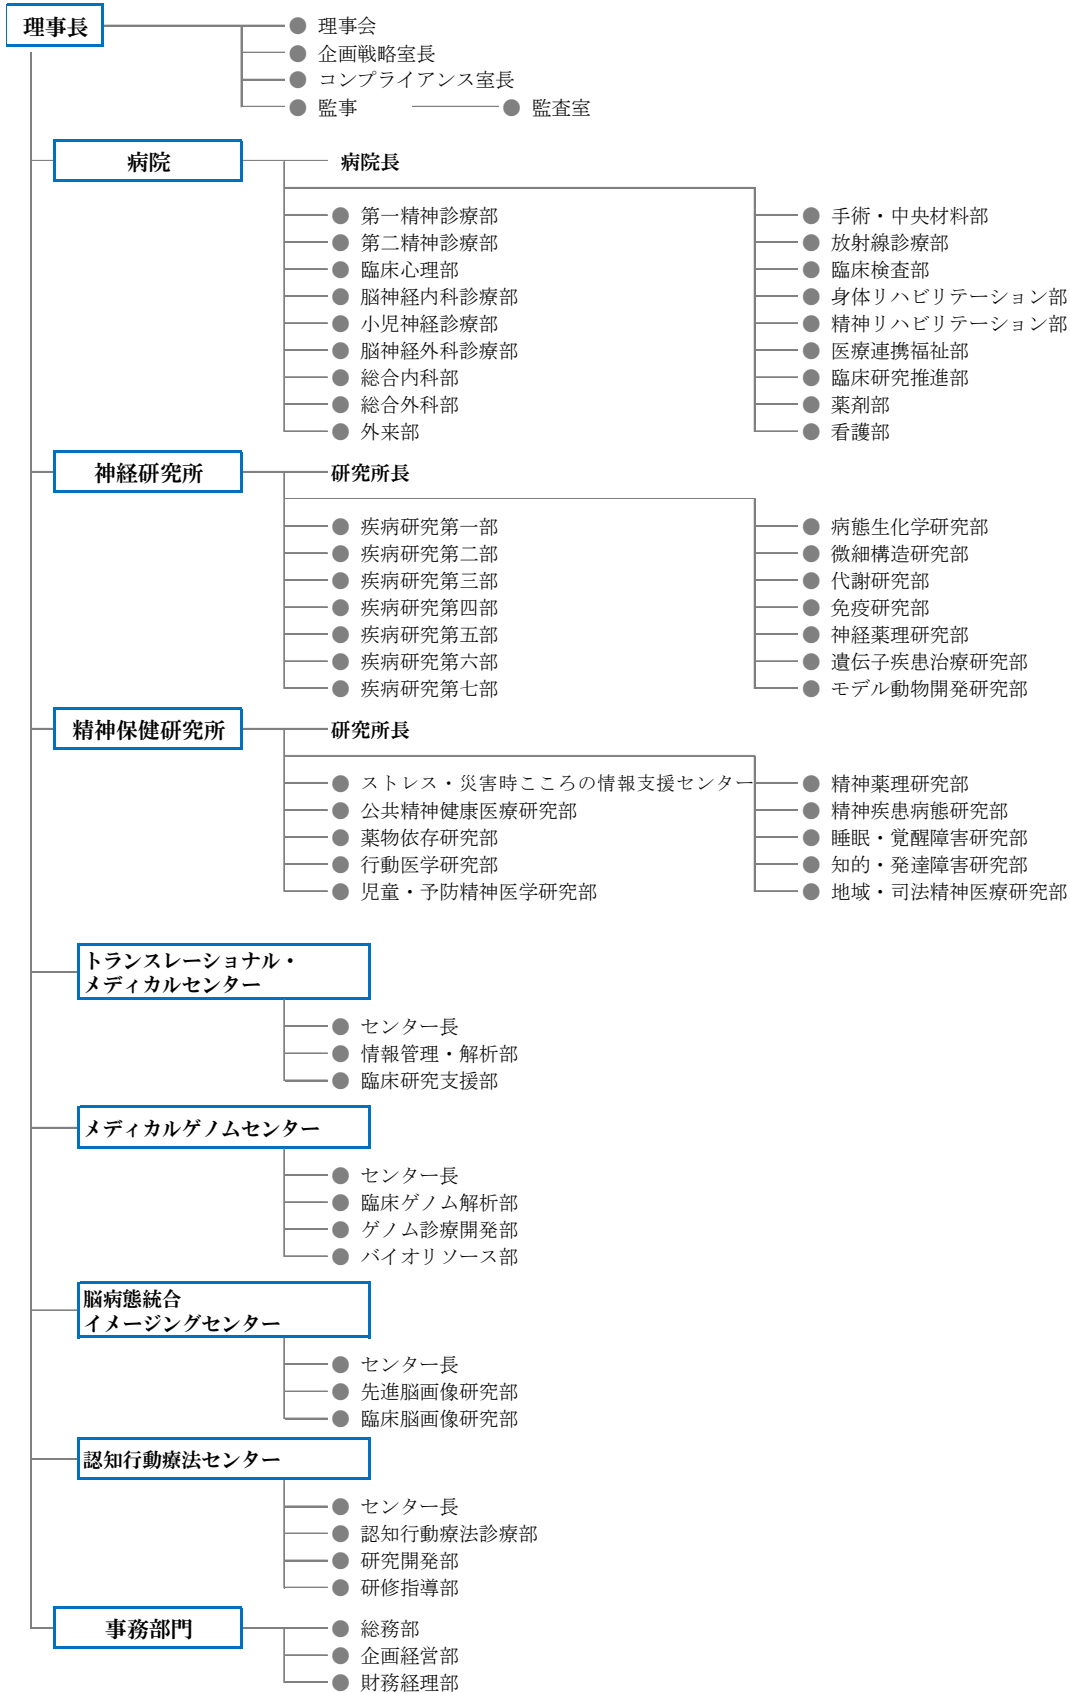 理事長
理事会
企画戦略室長
コンプライアンス室長
監事
監査室
病院
病院長
第一精神診療部
第二精神診療部
臨床心理部
脳神経内科診療部
小児神経診療部
脳神経外科診療部
総合内科部
総合外科部
外来部
手術・中央材料部
放射線診療部
臨床検査部
身体リハビリテーション部
精神リハビリテーション部
医療連携福祉部
臨床研究推進部
薬剤部
看護部
神経研究所
研究所長
疾病研究第一部
疾病研究第二部
疾病研究第三部
疾病研究第四部
疾病研究第五部
疾病研究第六部
疾病研究第七部
病態生化学研究部
微細構造研究部
代謝研究部
免疫研究部
神経薬理研究部
遺伝子疾患治療研究部
モデル動物開発研究部
精神保健研究所
研究所長
ストレス・災害時こころの情報支援センター
公共精神健康医療研究部
薬物依存研究部
行動医学研究部
児童・予防精神医学研究部
精神薬理研究部
精神疾患病態研究部
睡眠・覚醒障害研究部
知的・発達障害研究部
地域・司法精神医療研究部
トランスレーショナル・
メディカルセンター
センター長
情報管理・解析部
臨床研究支援部
メディカルゲノムセンター
センター長
臨床ゲノム解析部
ゲノム診療開発部
バイオリソース部
脳病態統合
イメージングセンター
センター長
先進脳画像研究部
臨床脳画像研究部
認知行動療法センター
センター長
認知行動療法診療部
研究開発部
研修指導部
事務部門
総務部
企画経営部
財務経理部